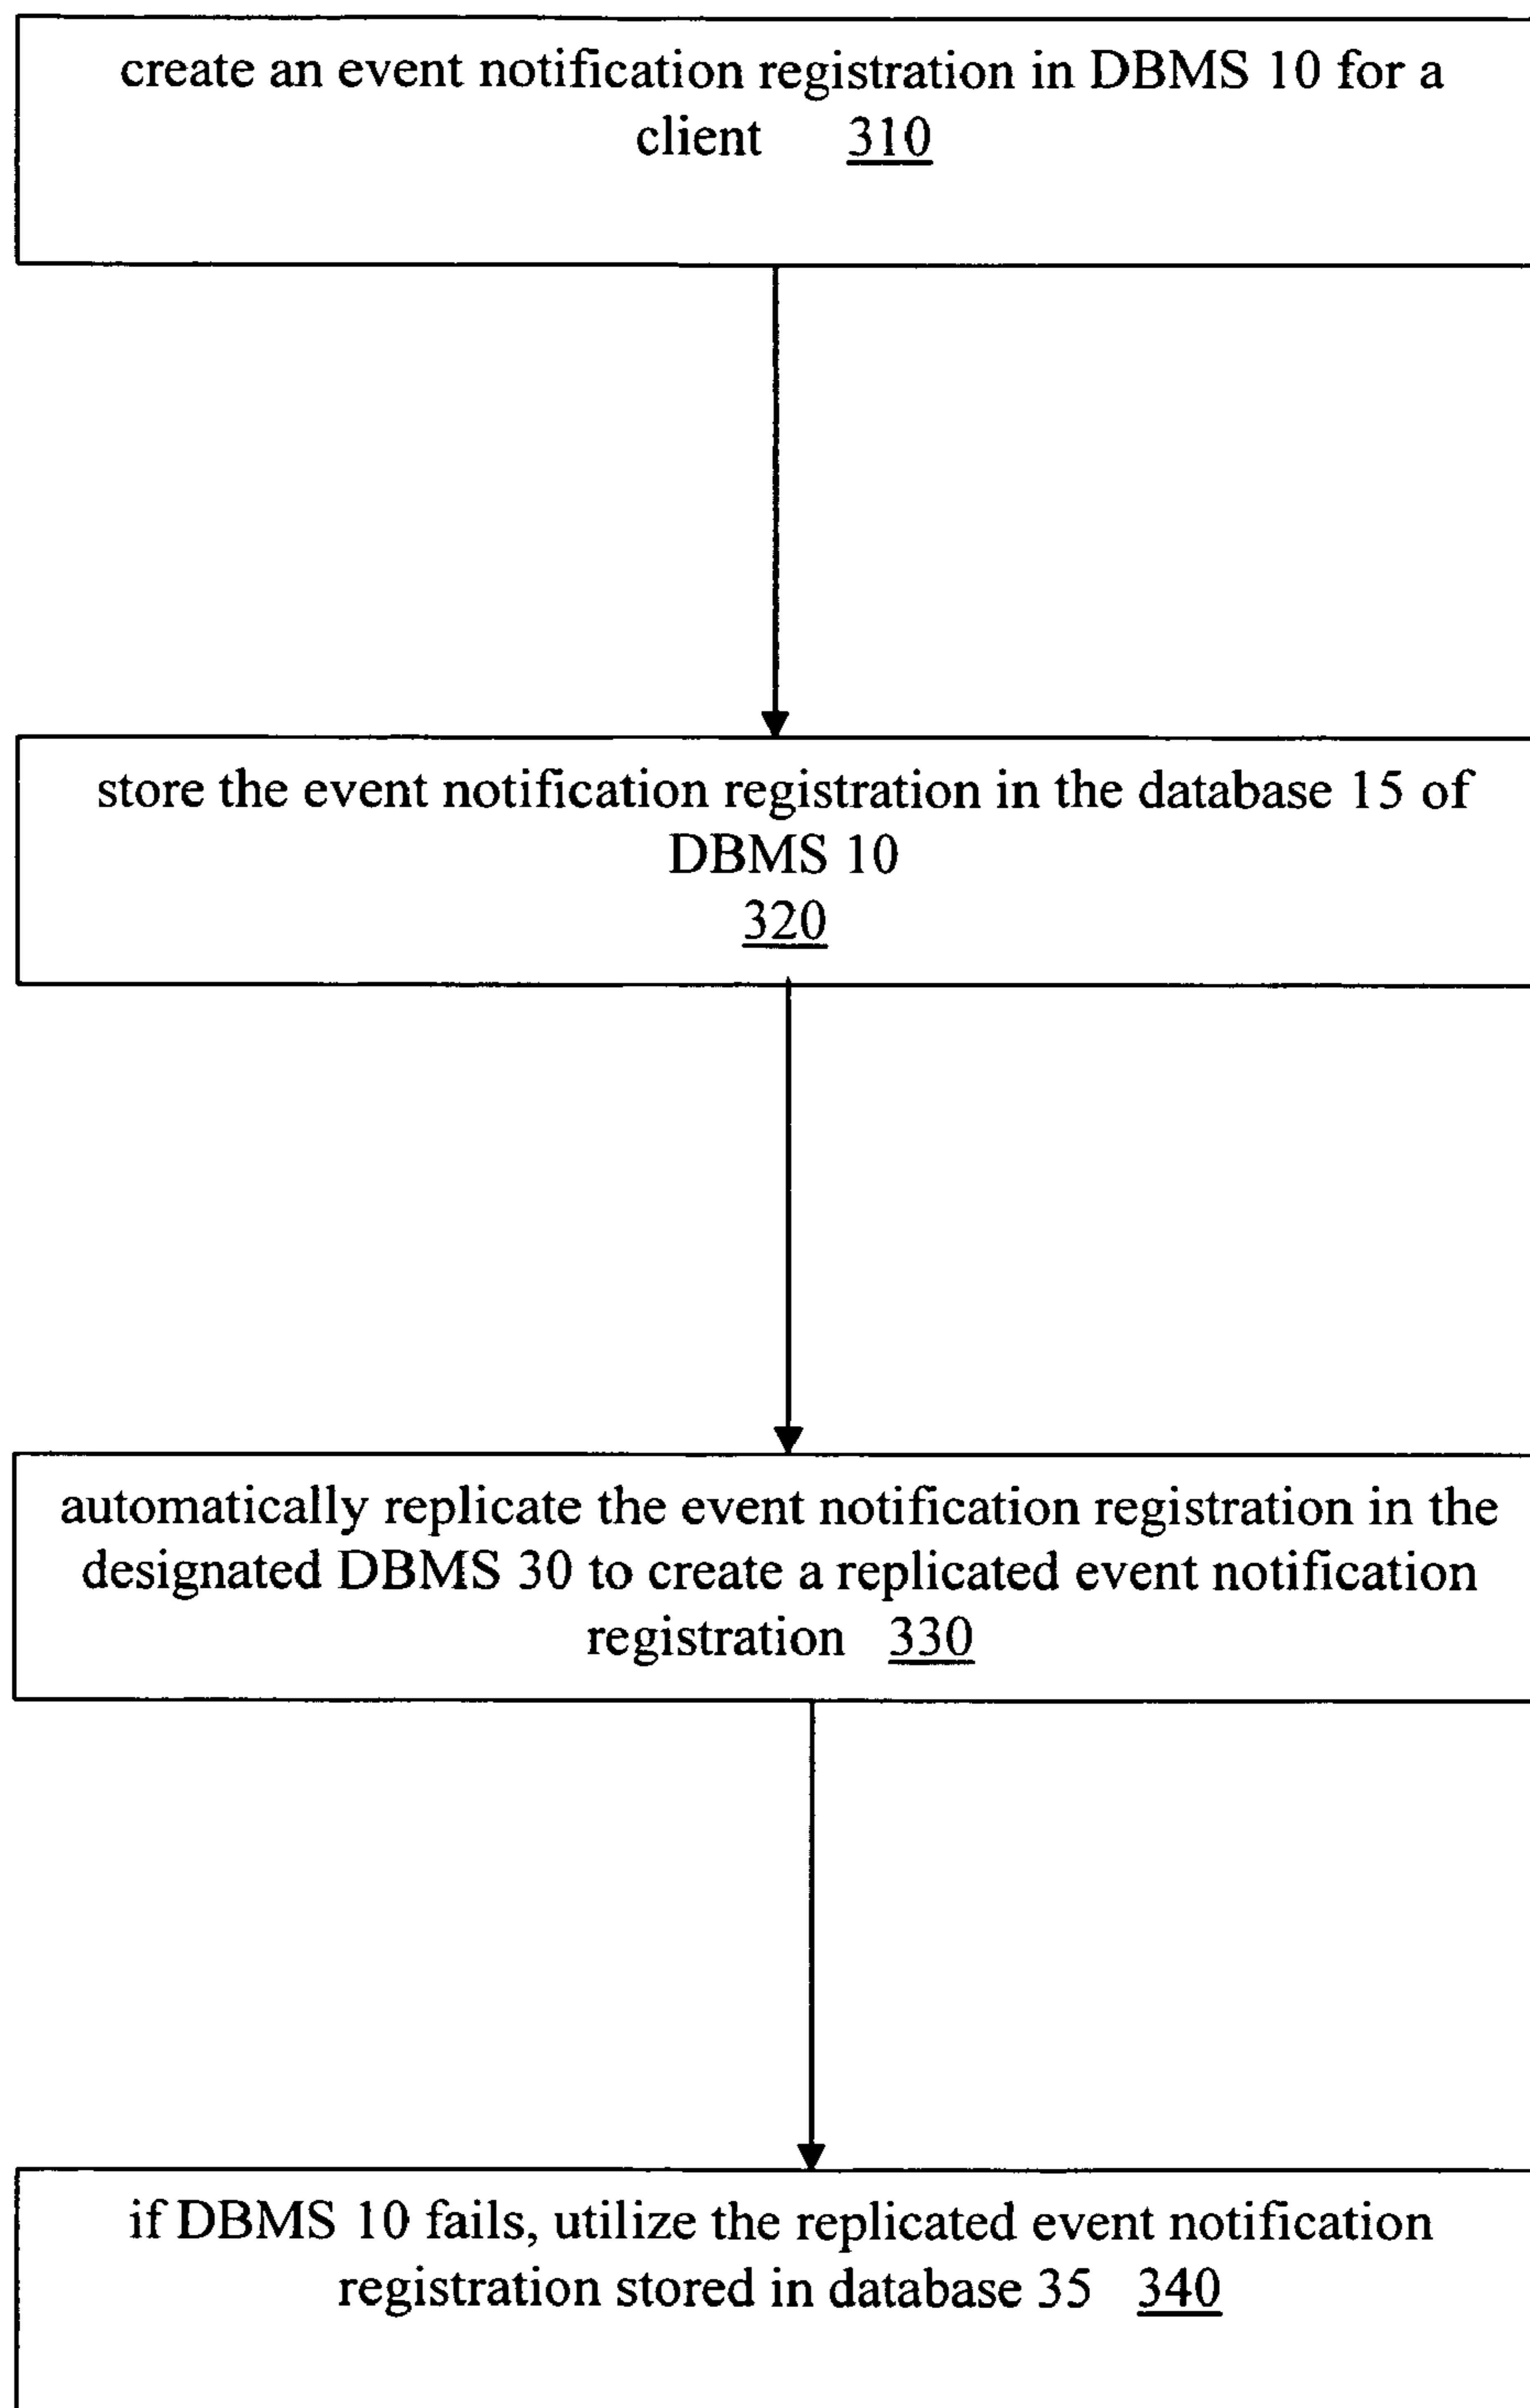 create an event notification registration in DBMS 10 for a
client 310
store the event notification registration in the database 15 of
DBMS 10
320
automatically replicate the event notification registration in the
designated DBMS 30 to create a replicated event notification
registration 330
if DBMS 10 fails, utilize the replicated event notification
registration stored in database 35 340